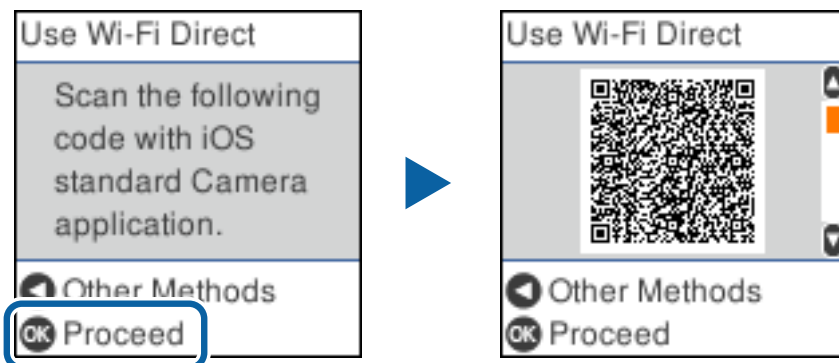 Use Wi-Fi Direct
Scan the following
code with iOS
standard Camera
application.
Other Methods
OK Proceed
Use Wi-Fi Direct
Other Methods
OK Proceed